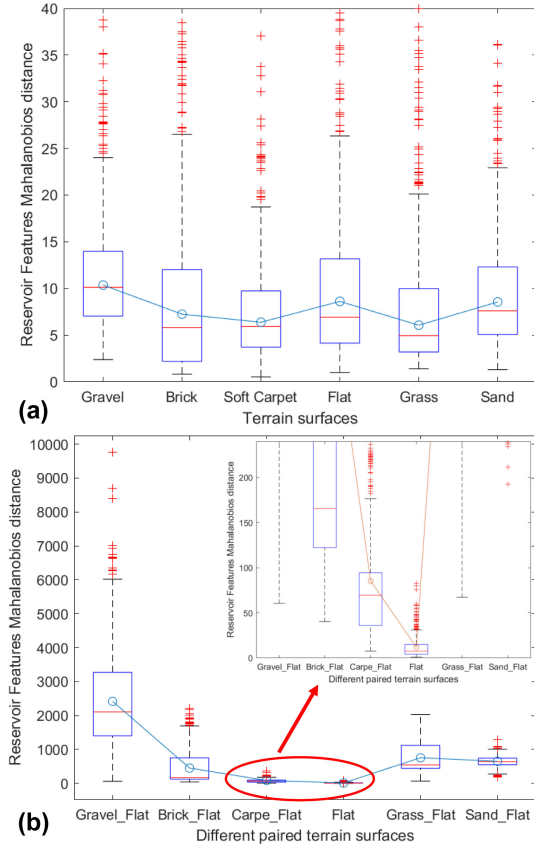 40
35
30
25
20
15
10
5
0
Reservoir Features Mahalanobios distance
Gravel Brick Soft Carpet Flat Grass Sand
Terrain surfaces
(a)
10000
9000
8000
7000
6000
5000
4000
3000
2000
1000
0
Reservoir Features Mahalanobios distance
200
150
100
50
0
Reservoir Features Mahalanobios distance
Gravel_Flat Brick_Flat Carpe_Flat Flat Grass_Flat Sand_Flat
Different paired terrain surfaces
Gravel_Flat Brick_Flat Carpe_Flat Flat Grass_Flat Sand_Flat
Different paired terrain surfaces
(b)